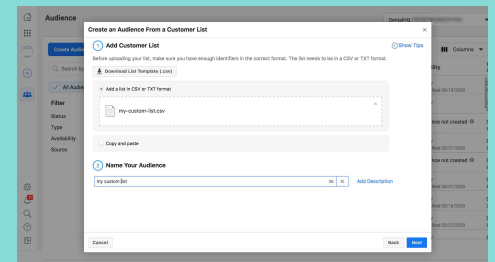 Audience
Create an Audience From a Customer List
1 Add Customer List
Show Tips
Before uploading your list, make sure you have enough identifiers in the correct format. The list needs to be in a CSV or TXT format.
Download List Template (.csv)
Add a list in CSV or TXT format
my-custom-list.csv
Copy and paste
2 Name Your Audience
my custom list
Add Description
Cancel
Back
Next
Create Audie
Search by
All Audie
Filter
Status
Type
Availability
Source
Columns
nce not created
nce not created